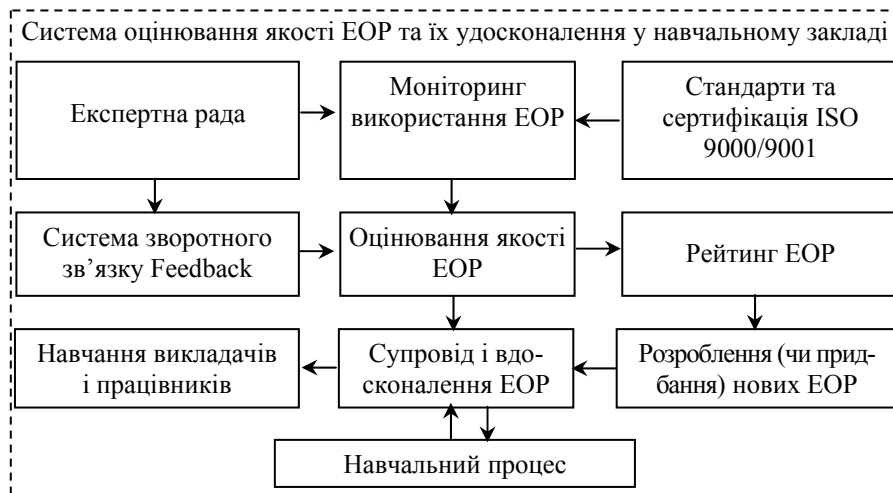 Система оцінювання якості ЕОР та їх удосконалення у навчальному закладі
Експертна рада
Моніторинг
використання ЕОР
Стандарти та
сертифікація ISO
9000/9001
Система зворотного
зв’язку Feedback
Оцінювання якості
ЕОР
Рейтинг ЕОР
Навчання викладачів
і працівників
Супровід і вдо-
сконалення ЕОР
Розроблення (чи прид-
бання) нових ЕОР
Навчальний процес